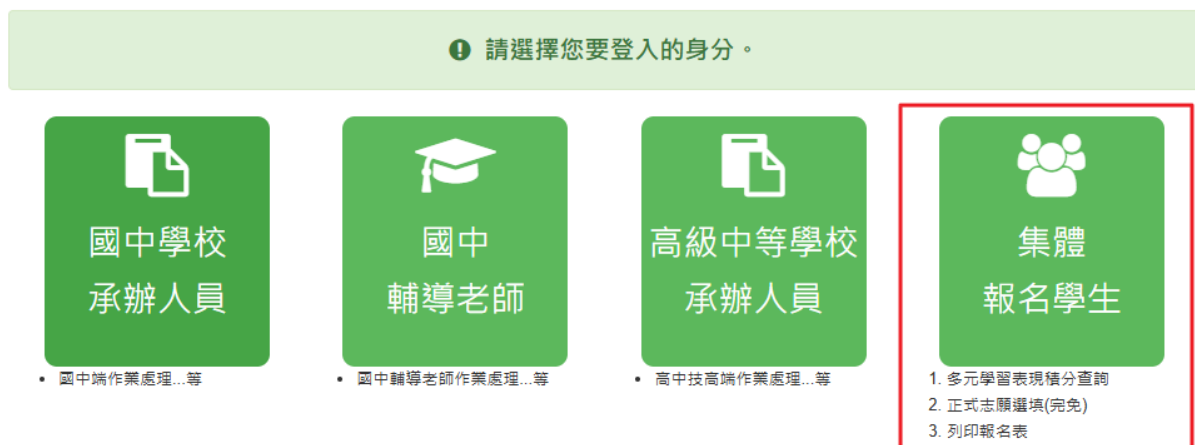 請選擇您要登入的身分。
國中學校
承辦人員
• 國中端作業處理...等
國中
輔導老師
• 國中輔導老師作業處理...等
高級中等學校
承辦人員
• 高中技高端作業處理...等
集體
報名學生
1. 多元學習表現積分查詢
2. 正式志願選填(完免)
3. 列印報名表